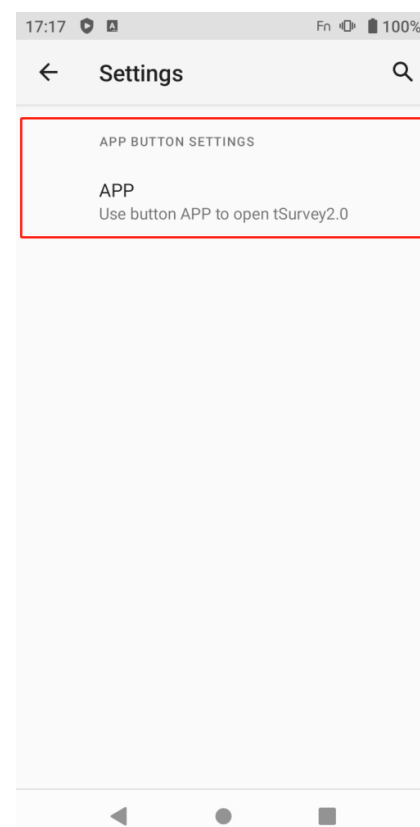 17:17 Fn 100%
Settings
APP BUTTON SETTINGS
APP
Use button APP to open tSurvey2.0